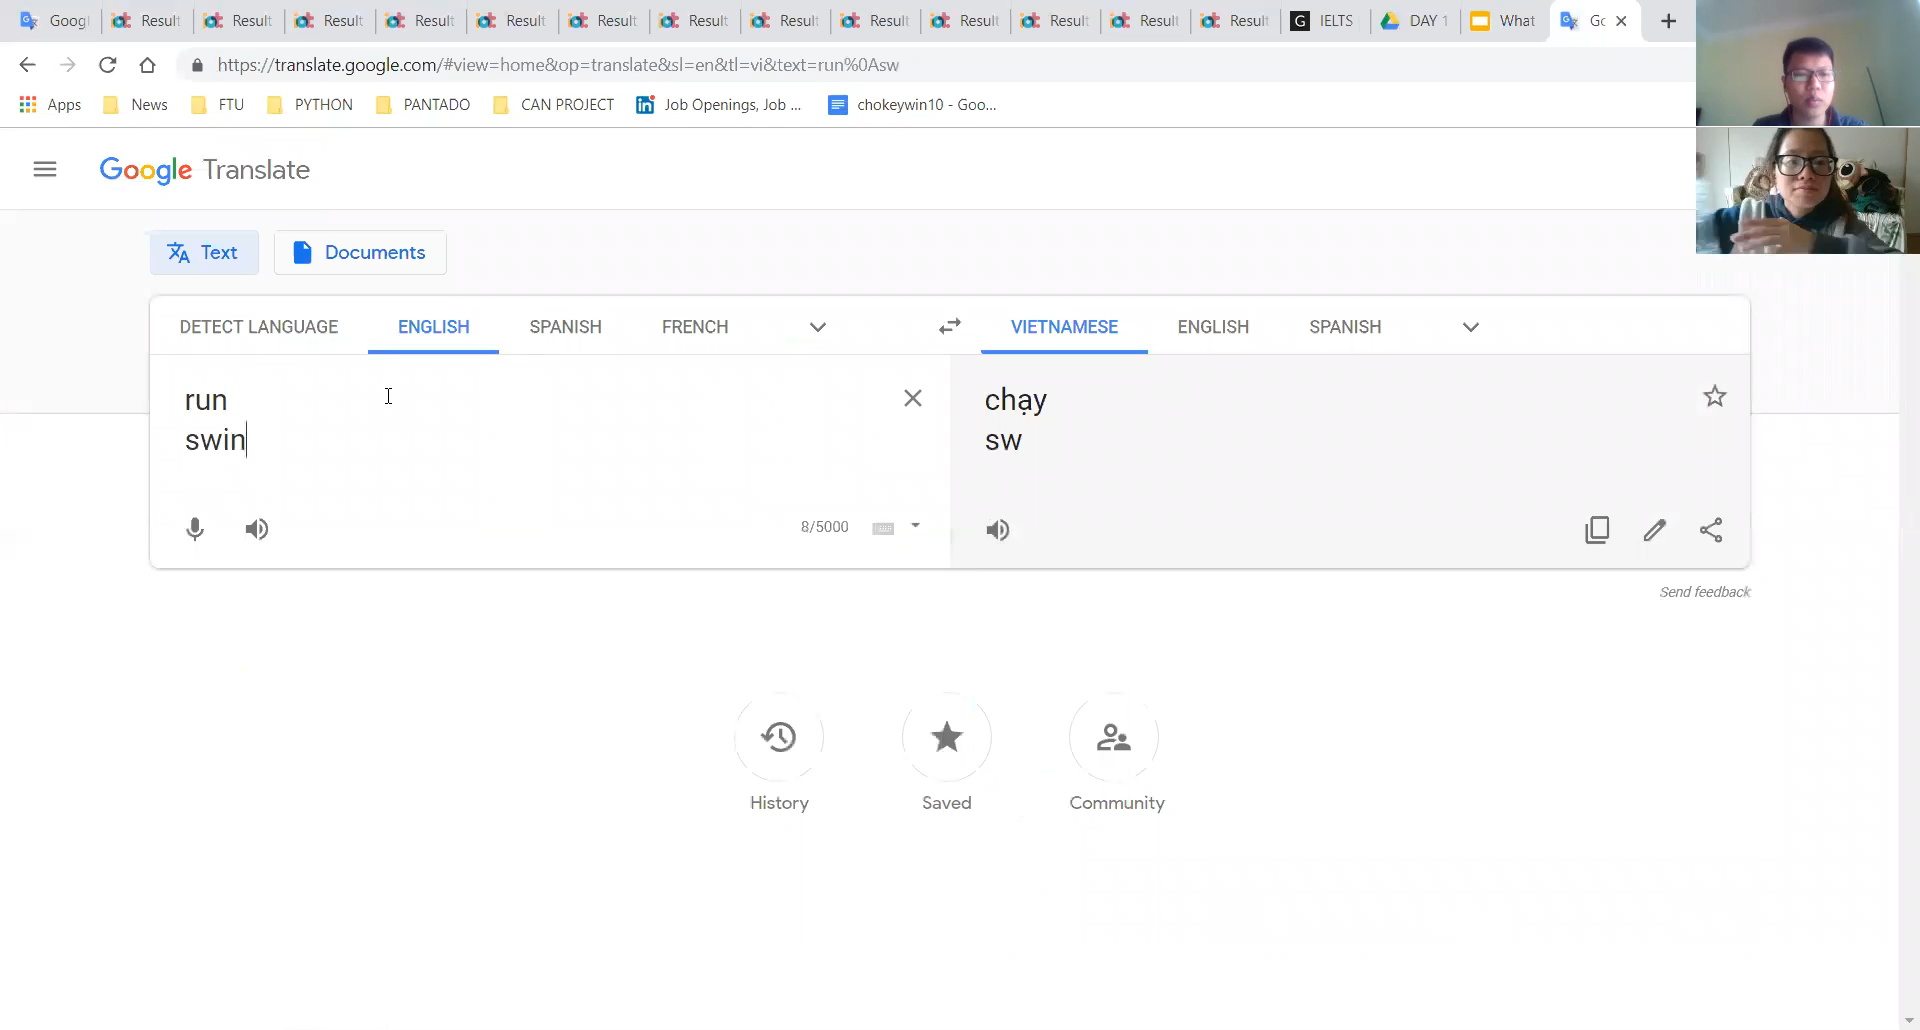 Googl
Result
Result
Result
Result
Result
Result
Result
Result
Result
Result
Result
Result
Result
IELTS
DAY 1
What
Go
https://translate.google.com/#view=home&op=translate&sl=en&tl=vi&text=run%0Asw
Apps
News
FTU
PYTHON
PANTADO
CAN PROJECT
Job Openings, Job ...
chokeywin10 - Goo...
Google Translate
Text
Documents
DETECT LANGUAGE
ENGLISH
SPANISH
FRENCH
VIETNAMESE
ENGLISH
SPANISH
run
swin
chạy
sw
8/5000
Send feedback
History
Saved
Community